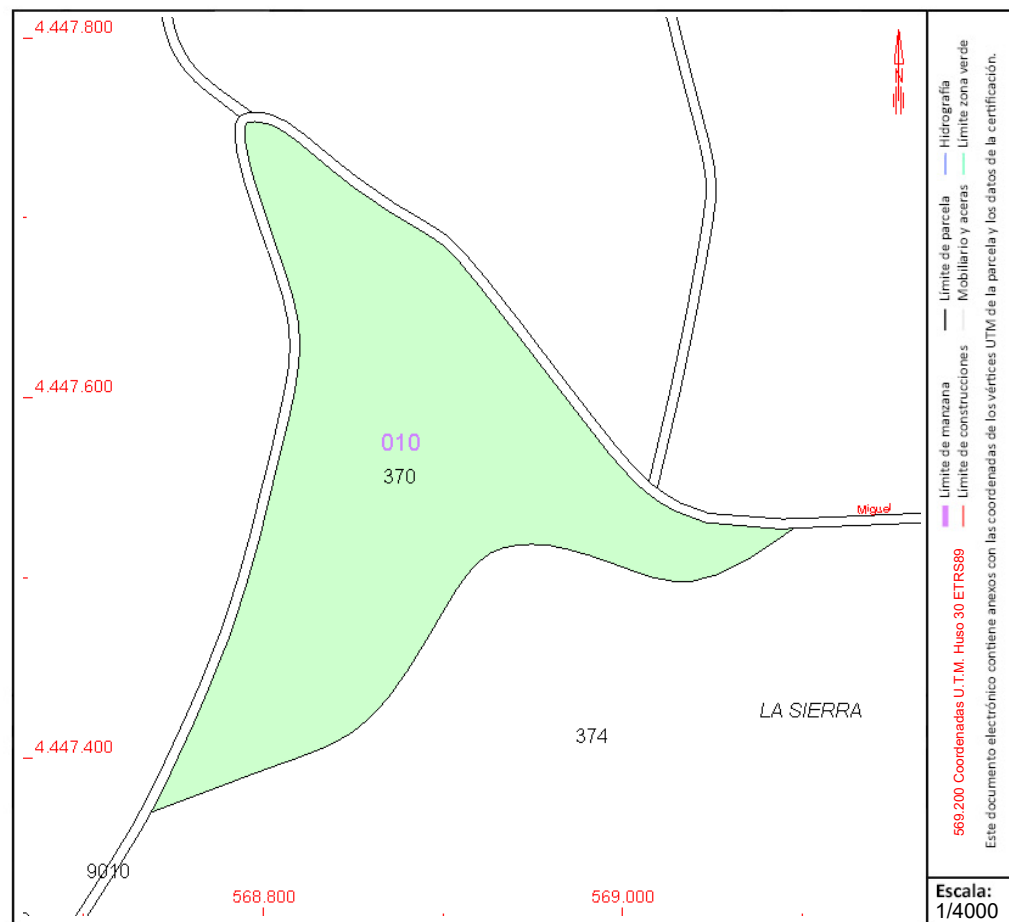 4.447.800
4.447.600
010
370
Miguel
4.447.400
LA SIERRA
374
9010
568.800
569.000
N
Límite de manzana
Límite de parcela
Hidrografía
Límite de construcciones
Mobiliario y aceras
Límite zona verde
569.200 Coordenadas U.T.M. Huso 30 ETRS89
Este documento electrónico contiene anexos con las coordenadas de los vértices UTM de la parcela y los datos de la certificación.
Escala:
1/4000